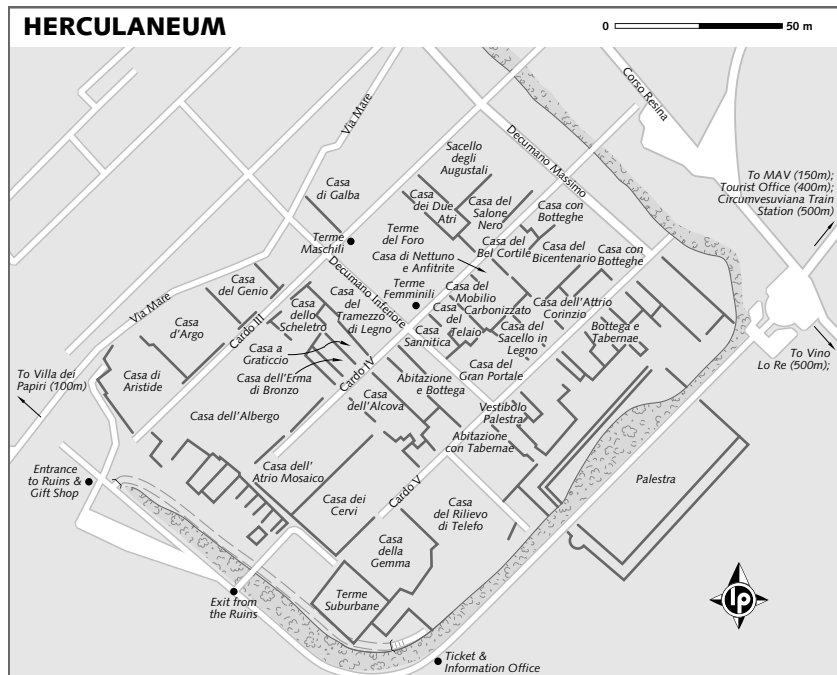 HERCULANEUM
0 50 m
Corso Resina
Via Mare
Decumano Massimo
Sacello
degli
Augustali
To MAV (150m);
Tourist Office (400m);
Circumvesuviana Train
Station (500m)
Casa
di Galba
Casa
dei Due
Atri
Casa del
Salone
Nero
Casa con
Botteghe
Terme
Maschili
Terme
del Foro
Casa del
Bel Cortile
Casa del
Bicentenario
Casa con
Botteghe
Casa di Nettuno
e Anfitrite
Decumano Inferiore
Casa
del Genio
Terme
Femminili
Casa del
Mobilio
Carbonizzato
Casa dell'Attrio
Corinzio
Via Mare
Casa
d'Argo
Cardo III
Casa
dello
Scheletro
Casa
del
Tramezzo
di Legno
Casa
Sannitica
Casa
del
Telaio
Casa del
Sacello in
Legno
Bottega e
Tabernae
To Vino
Lo Re (500m);
Casa a
Graticcio
Cardo IV
Casa del
Gran Portale
To Villa dei
Papiri (100m)
Casa di
Aristide
Casa dell'Erma
di Bronzo
Abitazione
e Bottega
Casa
dell'Alcova
Casa dell'Albergo
Vestibolo
Palestra
Abitazione
con Tabernae
Entrance
to Ruins &
Gift Shop
Casa dell'
Atrio Mosaico
Palestra
Casa dei
Cervi
Cardo V
Casa
del Rilievo
di Telefo
Casa
della
Gemma
Terme
Suburbane
Exit from
the Ruins
lp
Ticket &
Information Office